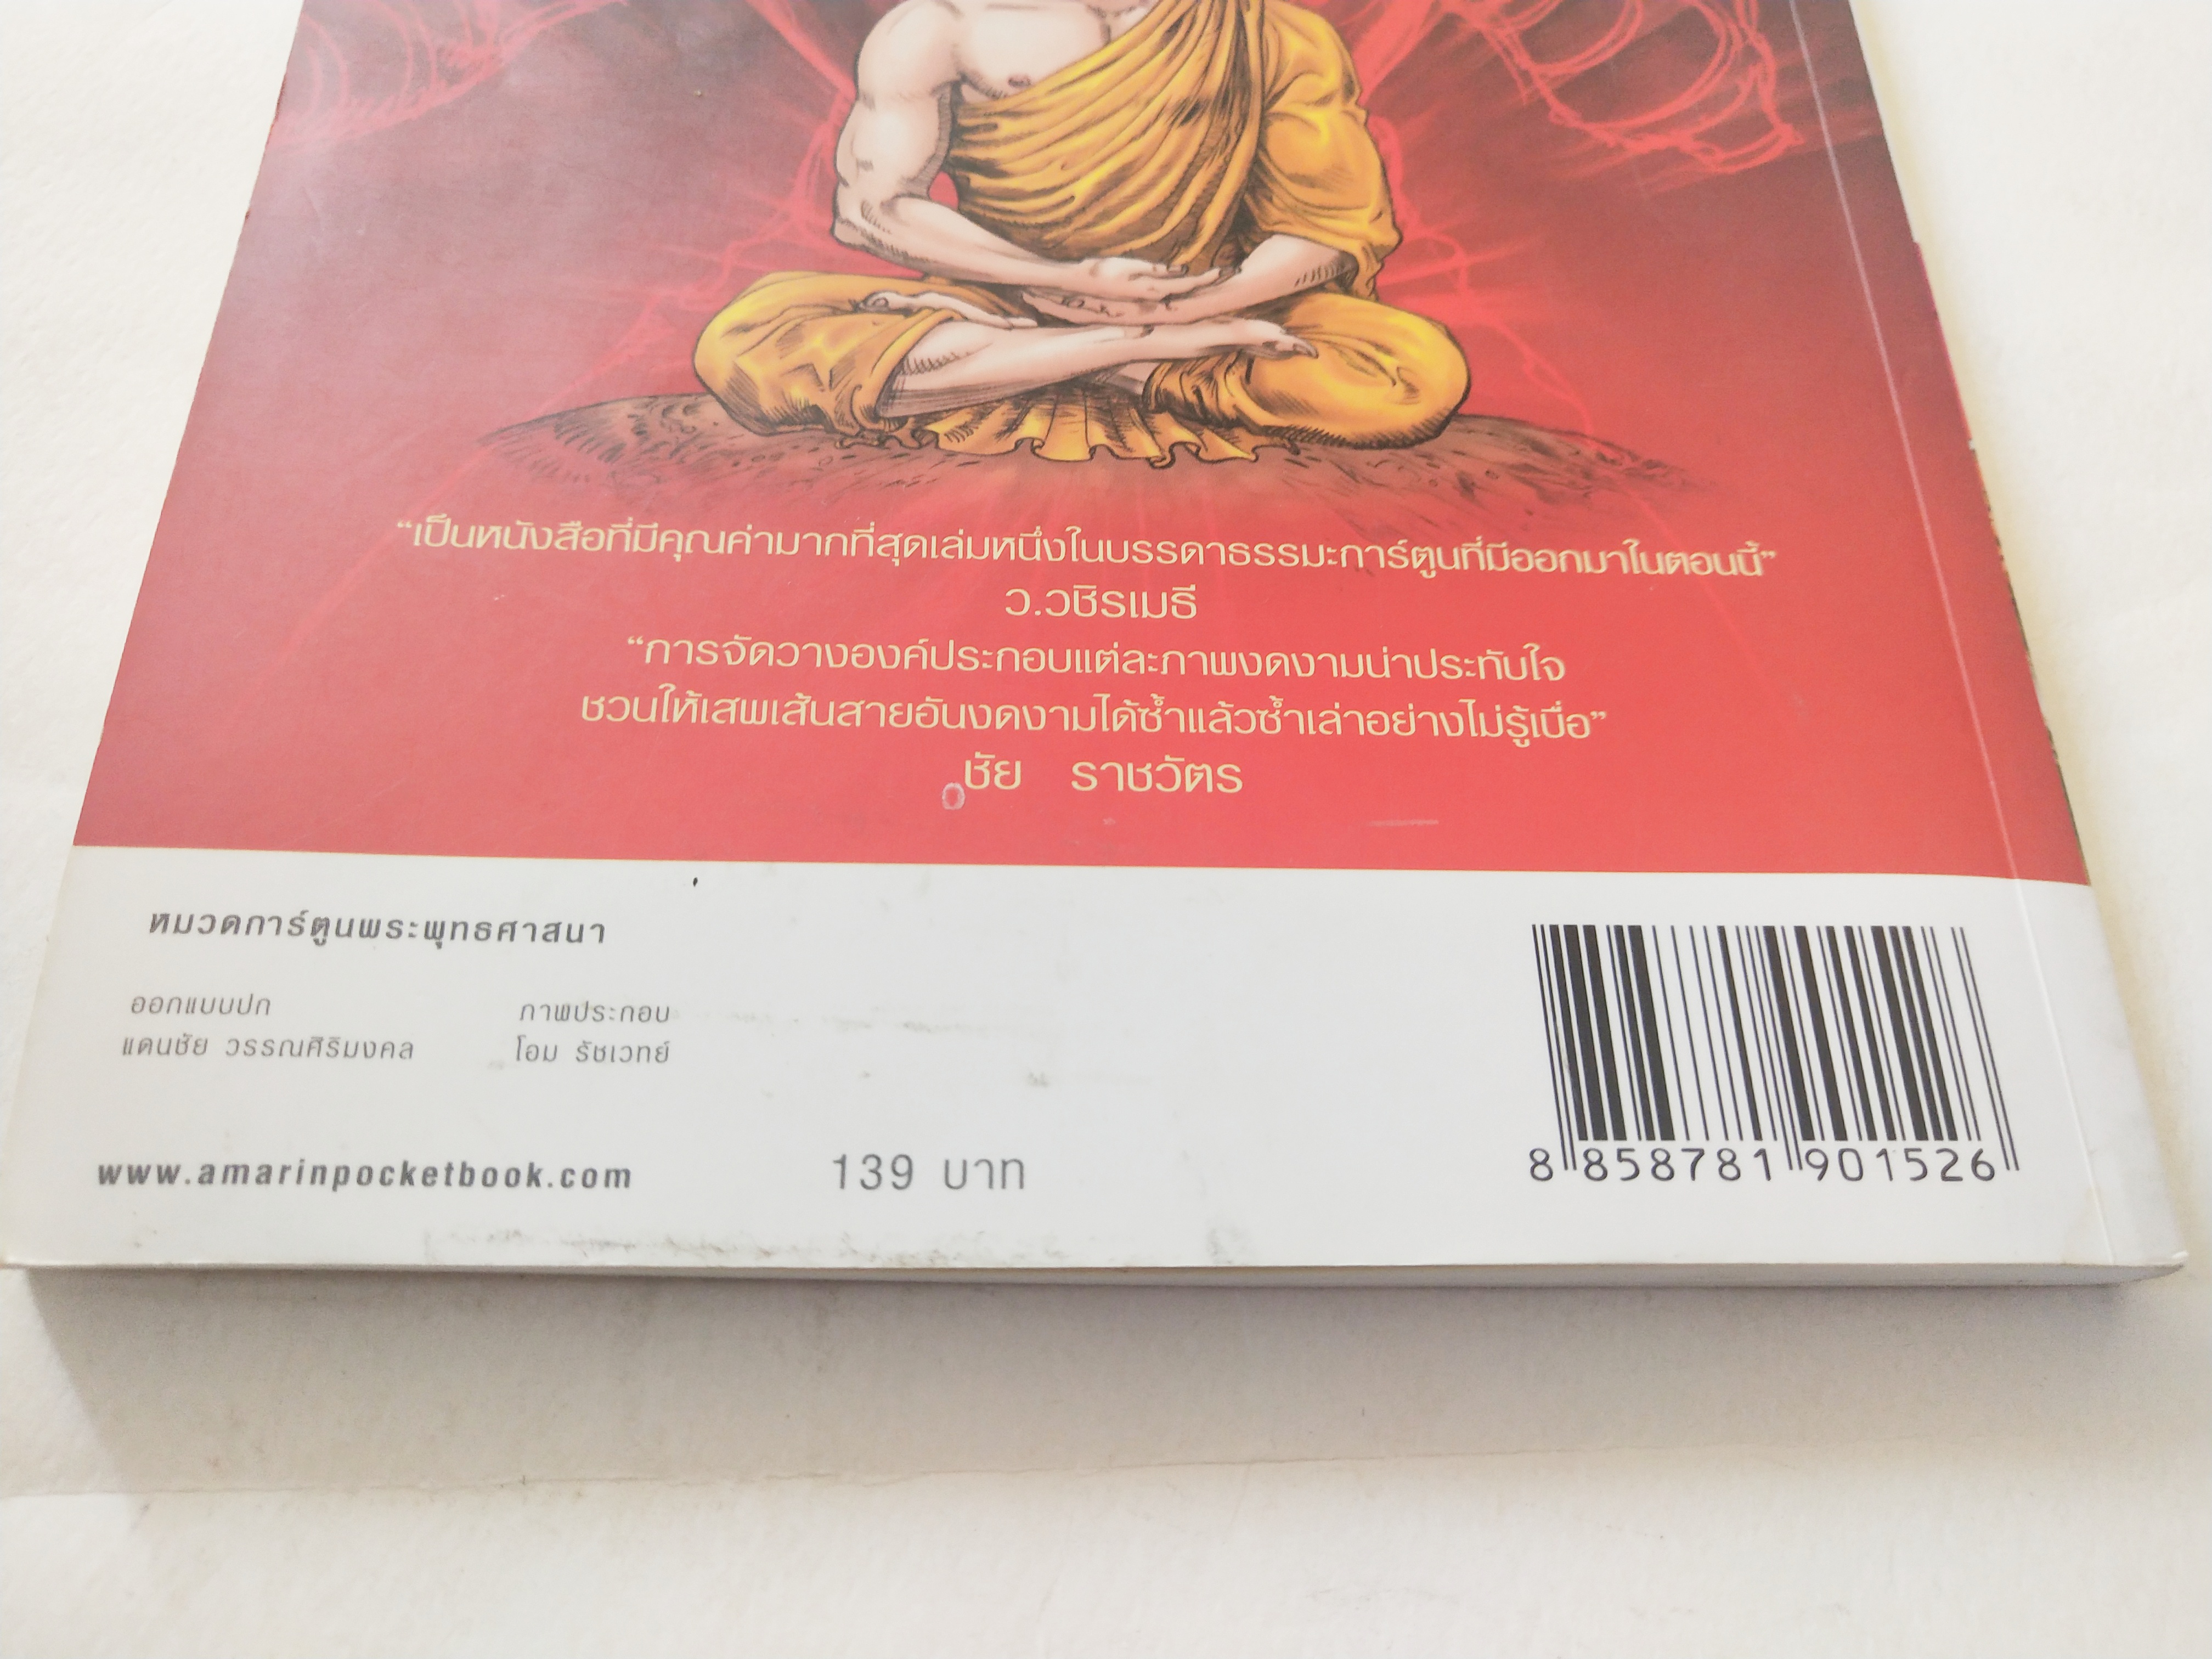 “เป็นหนังสือที่มีคุณค่ามากที่สุดเล่มหนึ่งในบรรดาธรรมะการ์ตูนที่มีออกมาในตอนนี้”
ว.วชิรเมธี
“การจัดวางองค์ประกอบแต่ละภาพงดงามน่าประทับใจ
ชวนให้เสพเส้นสายอันงดงามได้ซ้ำแล้วซ้ำเล่าอย่างไม่รู้เบื่อ”
ชัย ราชวัตร
หมวดการ์ตูนพระพุทธศาสนา
ออกแบบปก
แดนชัย วรรณศิริมงคล
ภาพประกอบ
โอม รัชเวทย์
www.amarinpocketbook.com
139 บาท
8 858781 901526